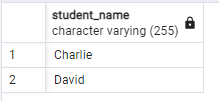 student_name
character varying (255)
1 Charlie
2 David